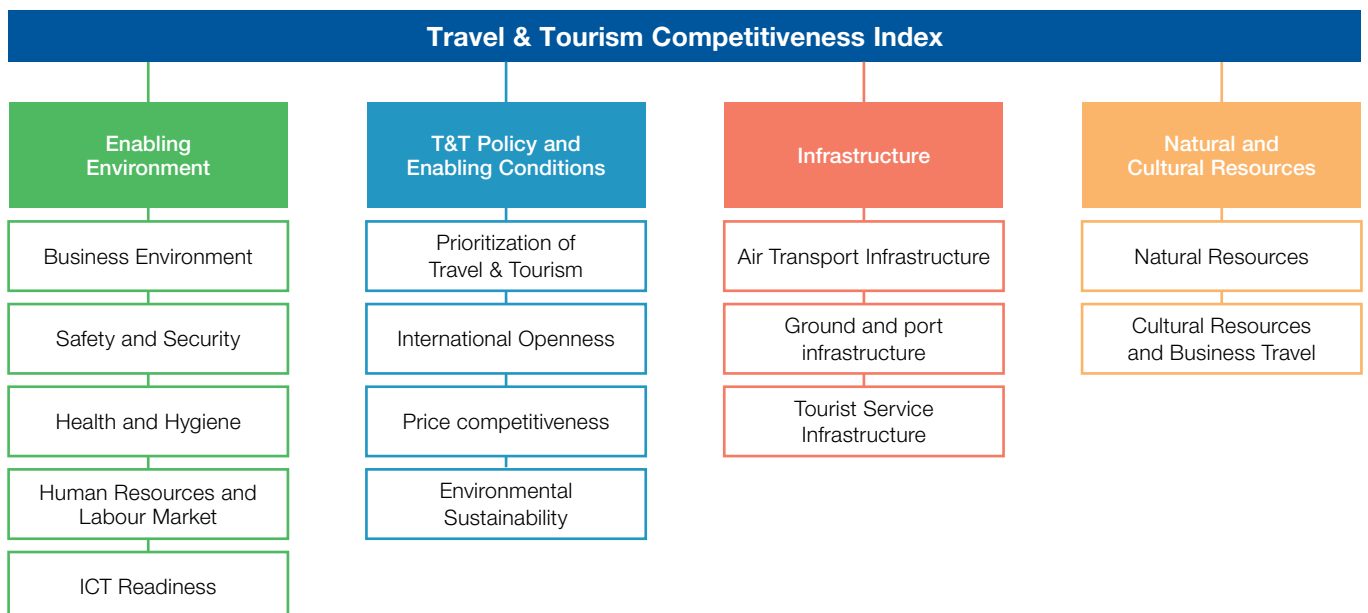 Travel & Tourism Competitiveness Index
Enabling
Environment
Business Environment
Safety and Security
Health and Hygiene
Human Resources and
Labour Market
ICT Readiness
T&T Policy and
Enabling Conditions
Prioritization of
Travel & Tourism
International Openness
Price competitiveness
Environmental
Sustainability
Infrastructure
Air Transport Infrastructure
Ground and port
infrastructure
Tourist Service
Infrastructure
Natural and
Cultural Resources
Natural Resources
Cultural Resources
and Business Travel